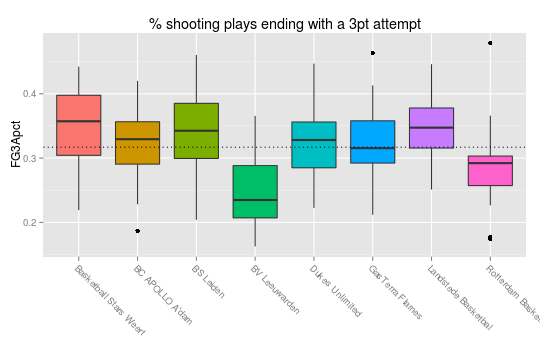 % shooting plays ending with a 3pt attempt
FG3Apct
0.4
0.3
0.2
Basketball Stars Weert
BC APOLLO A'dam
BS Leiden
BV Leeuwarden
Dukes Unlimited
GasTerra Flames
Landstede Basketbal
Rotterdam Baske